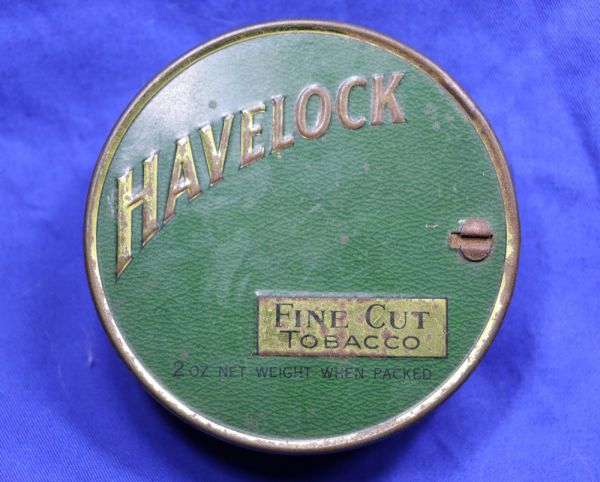 HAVELOCK
FINE CUT
TOBACCO
2 OZ NET WEIGHT WHEN PACKED